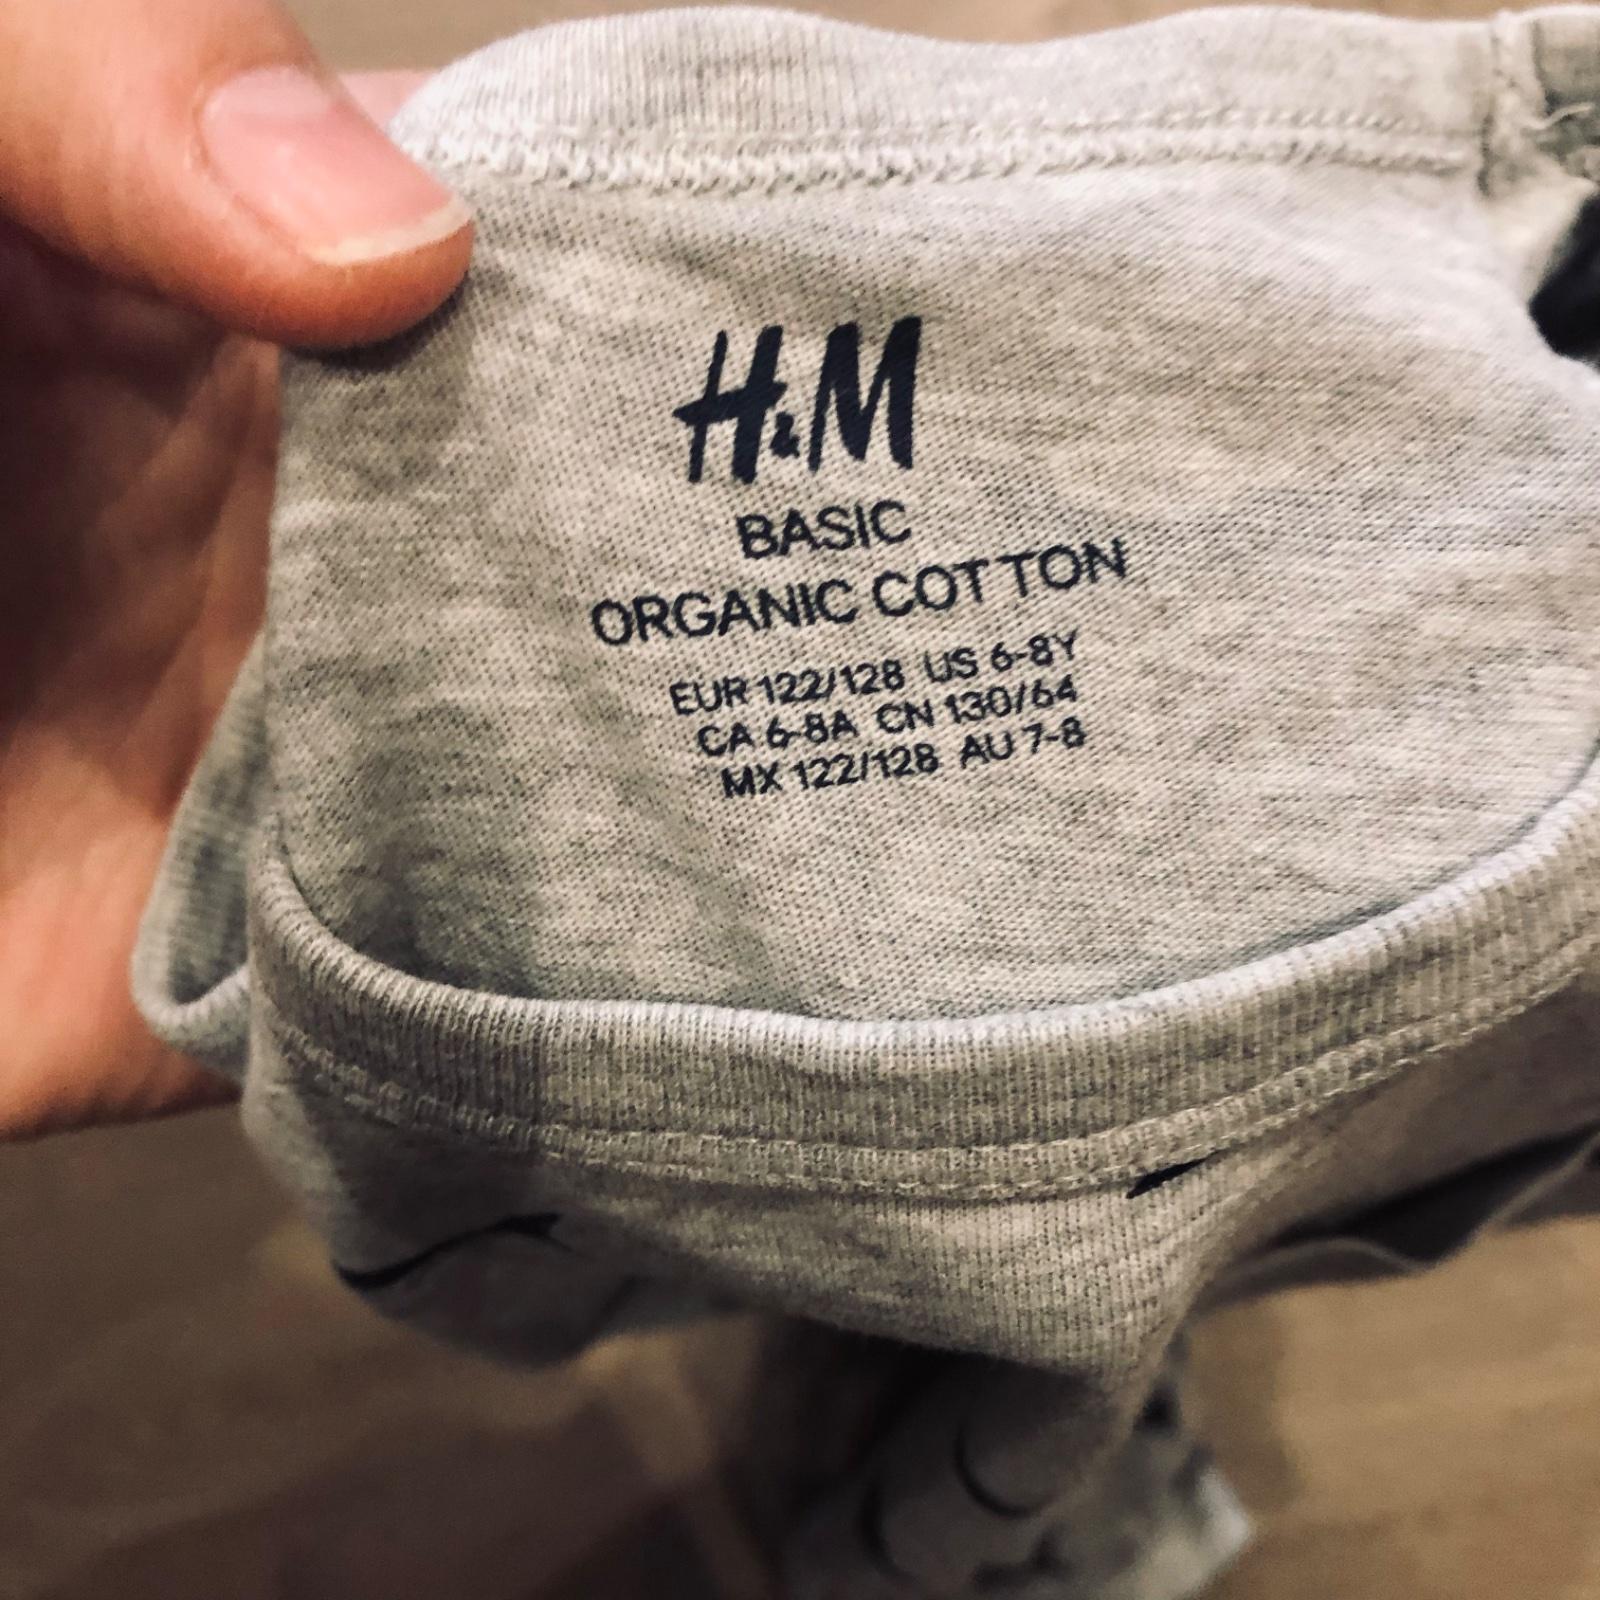 H&M
BASIC
ORGANIC COTTON
EUR 122/128 US 6-8Y
CA 6-8A CN 130/64
MX 122/128 AU 7-8